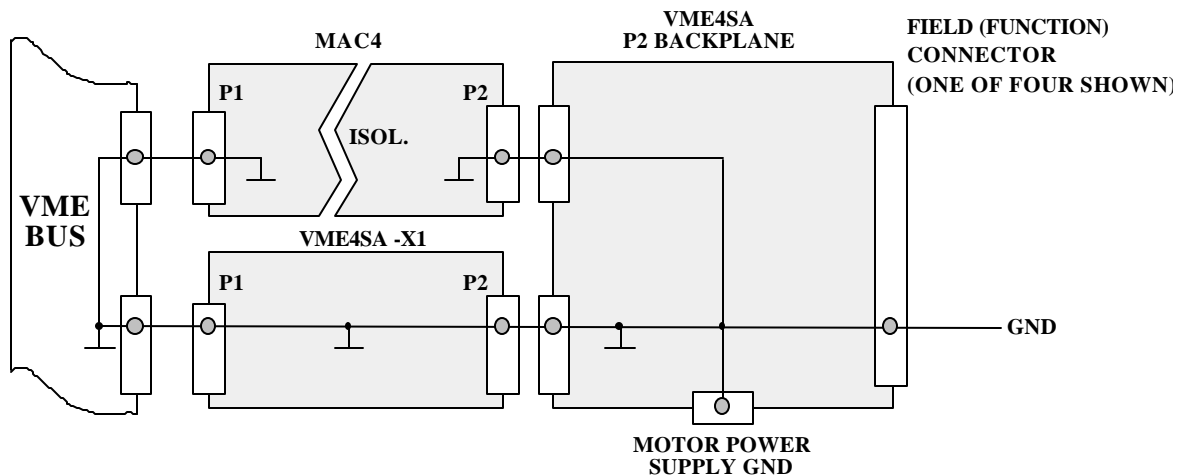 MAC4
VME4SA
P2 BACKPLANE
FIELD (FUNCTION)
CONNECTOR
(ONE OF FOUR SHOWN)
P1
P2
ISOL.
VME
BUS
VME4SA -X1
P1
P2
GND
MOTOR POWER
SUPPLY GND